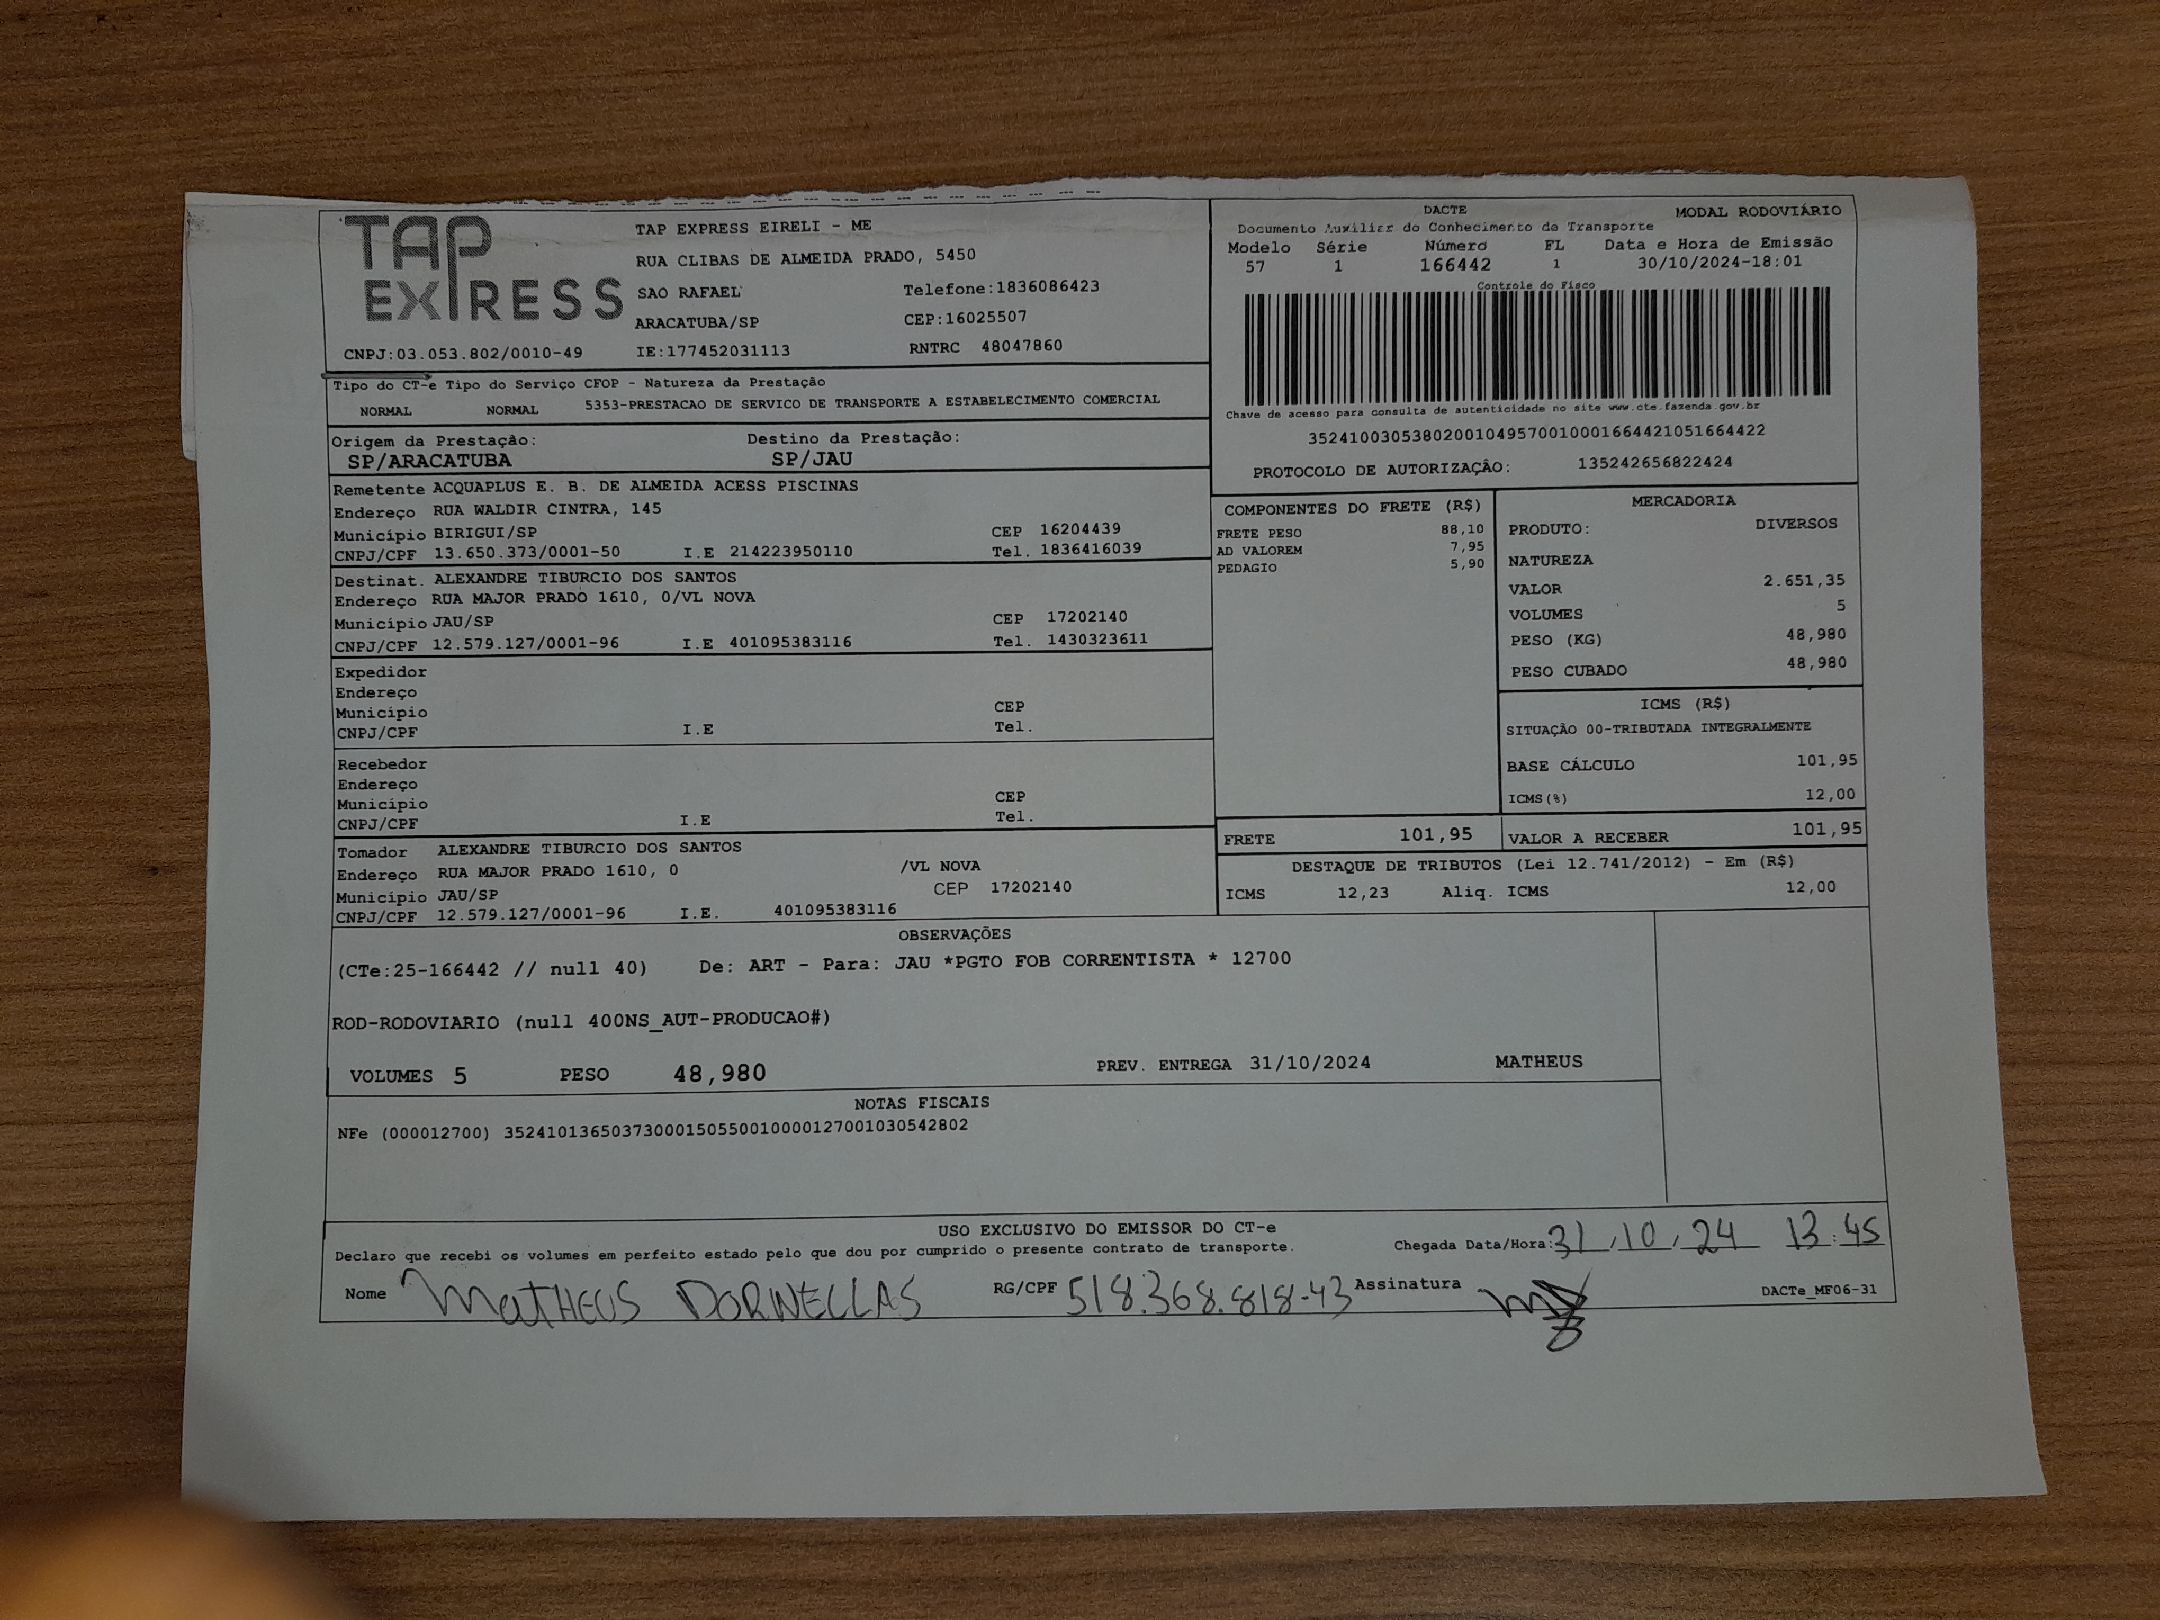 TAP EXPRESS
TAP EXPRESS EIRELI - ME
RUA CLIBAS DE ALMEIDA PRADO, 5450
SAO RAFAEL Telefone:1836086423
ARACATUBA/SP CEP:16025507
CNPJ:03.053.802/0010-49 IE:177452031113 RNTRC 48047860
DACTE MODAL RODOVIÁRIO
Documento Auxiliar do Conhecimento de Transporte
Modelo Série Número FL Data e Hora de Emissão
57 1 166442 1 30/10/2024-18:01
Controle do Fisco
Chave de acesso para consulta de autenticidade no site www.cte.fazenda.gov.br
35241003053802001049570010001664421051664422
PROTOCOLO DE AUTORIZAÇÃO: 135242656822424
Tipo do CT-e Tipo do Serviço CFOP - Natureza da Prestação
NORMAL NORMAL 5353-PRESTACAO DE SERVICO DE TRANSPORTE A ESTABELECIMENTO COMERCIAL
Origem da Prestação: Destino da Prestação:
SP/ARACATUBA SP/JAU
Remetente ACQUAPLUS E. B. DE ALMEIDA ACESS PISCINAS
Endereço RUA WALDIR CINTRA, 145
Município BIRIGUI/SP CEP 16204439
CNPJ/CPF 13.650.373/0001-50 I.E 214223950110 Tel. 1836416039
Destinat. ALEXANDRE TIBURCIO DOS SANTOS
Endereço RUA MAJOR PRADO 1610, 0/VL NOVA
Município JAU/SP CEP 17202140
CNPJ/CPF 12.579.127/0001-96 I.E 401095383116 Tel. 1430323611
Expedidor
Endereço
Município CEP
CNPJ/CPF I.E Tel.
Recebedor
Endereço
Município CEP
CNPJ/CPF I.E Tel.
Tomador ALEXANDRE TIBURCIO DOS SANTOS
Endereço RUA MAJOR PRADO 1610, 0 /VL NOVA
Município JAU/SP CEP 17202140
CNPJ/CPF 12.579.127/0001-96 I.E. 401095383116
COMPONENTES DO FRETE (R$)
FRETE PESO 88,10
AD VALOREM 7,95
PEDAGIO 5,90
MERCADORIA
PRODUTO: DIVERSOS
NATUREZA
VALOR 2.651,35
VOLUMES 5
PESO (KG) 48,980
PESO CUBADO 48,980
ICMS (R$)
SITUAÇÃO 00-TRIBUTADA INTEGRALMENTE
BASE CÁLCULO 101,95
ICMS(%) 12,00
FRETE 101,95 VALOR A RECEBER 101,95
DESTAQUE DE TRIBUTOS (Lei 12.741/2012) - Em (R$)
ICMS 12,23 Aliq. ICMS 12,00
OBSERVAÇÕES
(CTe:25-166442 // null 40) De: ART - Para: JAU *PGTO FOB CORRENTISTA * 12700
ROD-RODOVIARIO (null 400NS_AUT-PRODUCAO#)
VOLUMES 5 PESO 48,980 PREV. ENTREGA 31/10/2024 MATHEUS
NOTAS FISCAIS
NFe (000012700) 35241013650373000150550010000127001030542802
USO EXCLUSIVO DO EMISSOR DO CT-e
Declaro que recebi os volumes em perfeito estado pelo que dou por cumprido o presente contrato de transporte. Chegada Data/Hora: 31,10,24 13:45
Nome MATHEUS DORNELLAS RG/CPF 518.368.818-43 Assinatura
DACTe_MF06-31